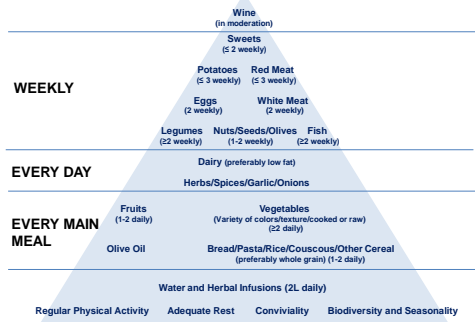 Wine
(in moderation)
Sweets
(≤ 2 weekly)
Potatoes Red Meat
(≤ 3 weekly) (≤ 3 weekly)
WEEKLY
Eggs White Meat
(2 weekly) (2 weekly)
Legumes Nuts/Seeds/Olives Fish
(≥2 weekly) (1-2 weekly) (≥2 weekly)
EVERY DAY
Dairy (preferably low fat)
Herbs/Spices/Garlic/Onions
EVERY MAIN
MEAL
Fruits Vegetables
(1-2 daily) (Variety of colors/texture/cooked or raw)
(≥2 daily)
Olive Oil Bread/Pasta/Rice/Couscous/Other Cereal
(preferably whole grain) (1-2 daily)
Water and Herbal Infusions (2L daily)
Regular Physical Activity Adequate Rest Conviviality Biodiversity and Seasonality